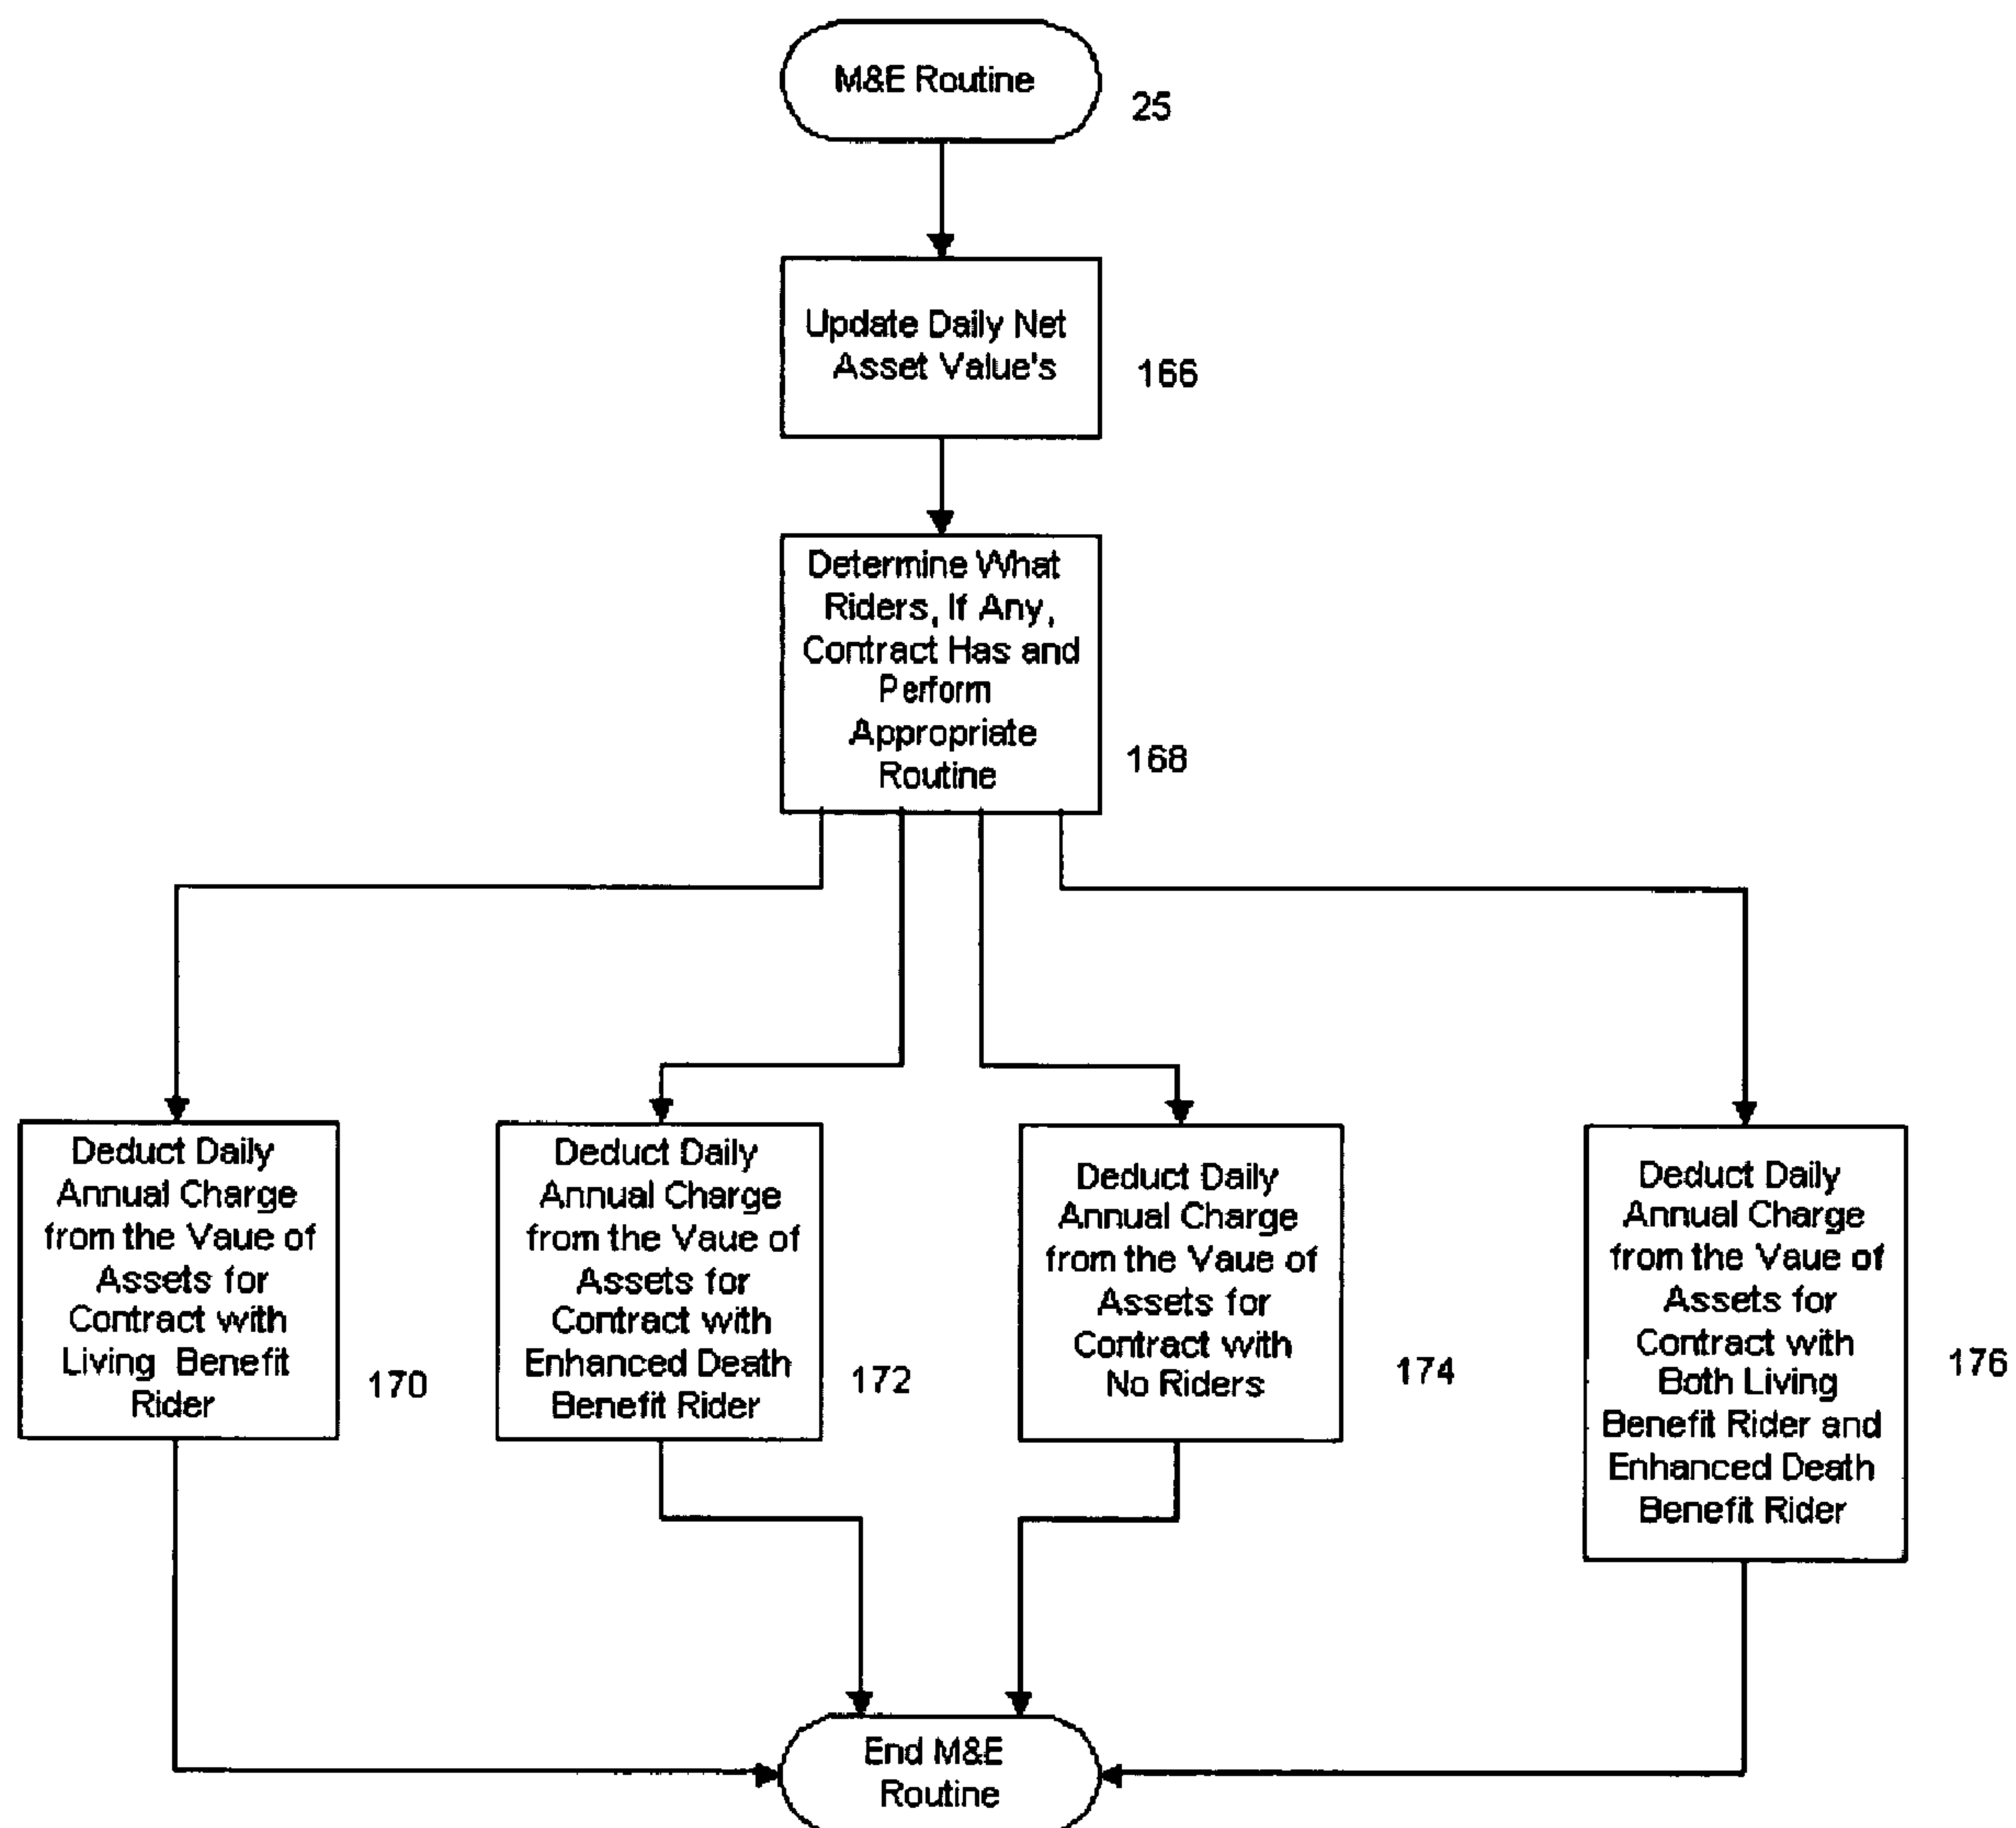 M&E Routine
25
Update Daily Net
Asset Value's
166
Determine What
Riders, If Any,
Contract Has and
Perform
Appropriate
Routine
168
Deduct Daily
Annual Charge
from the Vaue of
Assets for
Contract with
Living Benefit
Rider
170
Deduct Daily
Annual Charge
from the Vaue of
Assets for
Contract with
Enhanced Death
Benefit Rider
172
Deduct Daily
Annual Charge
from the Vaue of
Assets for
Contract with
No Riders
174
Deduct Daily
Annual Charge
from the Vaue of
Assets for
Contract with
Both Living
Benefit Rider and
Enhanced Death
Benefit Rider
176
End M&E
Routine